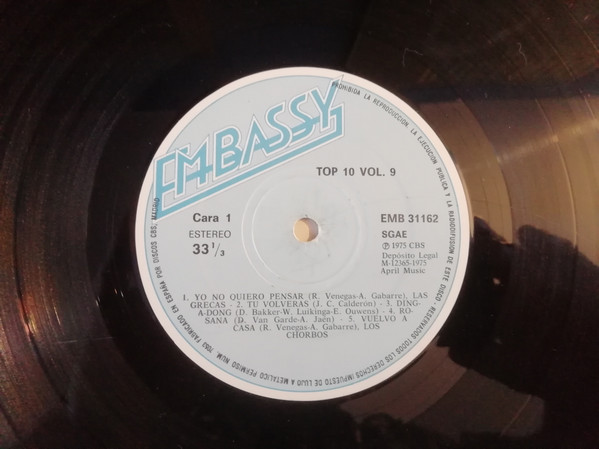 EMBASSY
TOP 10 VOL. 9
Cara 1
ESTEREO
33 1/3
EMB 31162
SGAE
℗ 1975 CBS
Depósito Legal
M-12365-1975
April Music
1. YO NO QUIERO PENSAR (R. Venegas-A. Gabarre), LAS
GRECAS - 2. TU VOLVERAS (J. C. Calderón) - 3. DING-
A-DONG (D. Bakker-W. Luikinga-E. Ouwens) - 4. RO-
SANA (D. Van Garde-A. Jaén) - 5. VUELVO A
CASA (R. Venegas-A. Gabarre), LOS
CHORBOS
PROHIBIDA LA REPRODUCCION, LA EJECUCION PUBLICA Y LA RADIODIFUSION DE ESTE DISCO - RESERVADOS TODOS LOS DERECHOS IMPUESTO DE LUJO A METALICO PERMISO NUM. 7053 FABRICADO EN ESPAÑA POR DISCOS CBS, MADRID